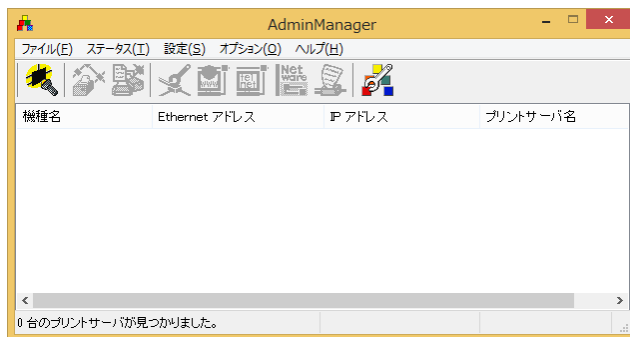 AdminManager
ファイル(F) ステータス(T) 設定(S) オプション(O) ヘルプ(H)
www tel net Net ware
機種名 Ethernet アドレス IP アドレス プリントサーバ名
0 台のプリントサーバが見つかりました。